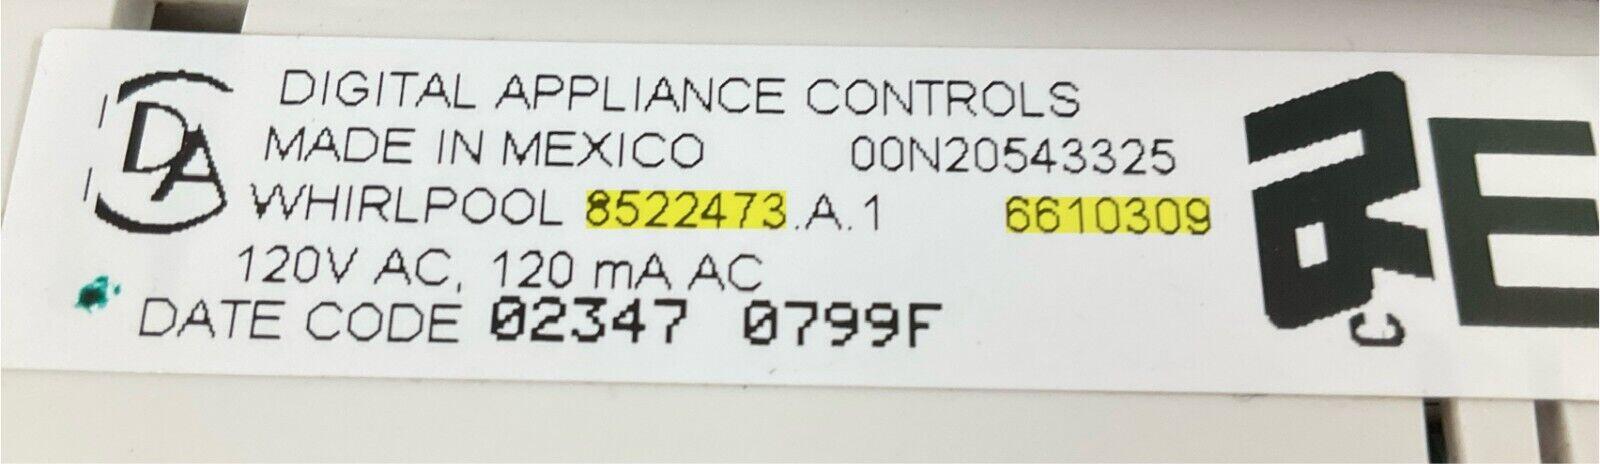 DA
DIGITAL APPLIANCE CONTROLS
MADE IN MEXICO 00N20543325
WHIRLPOOL 8522473.A.1 6610309
120V AC, 120 mA AC
DATE CODE 02347 0799F
C
E